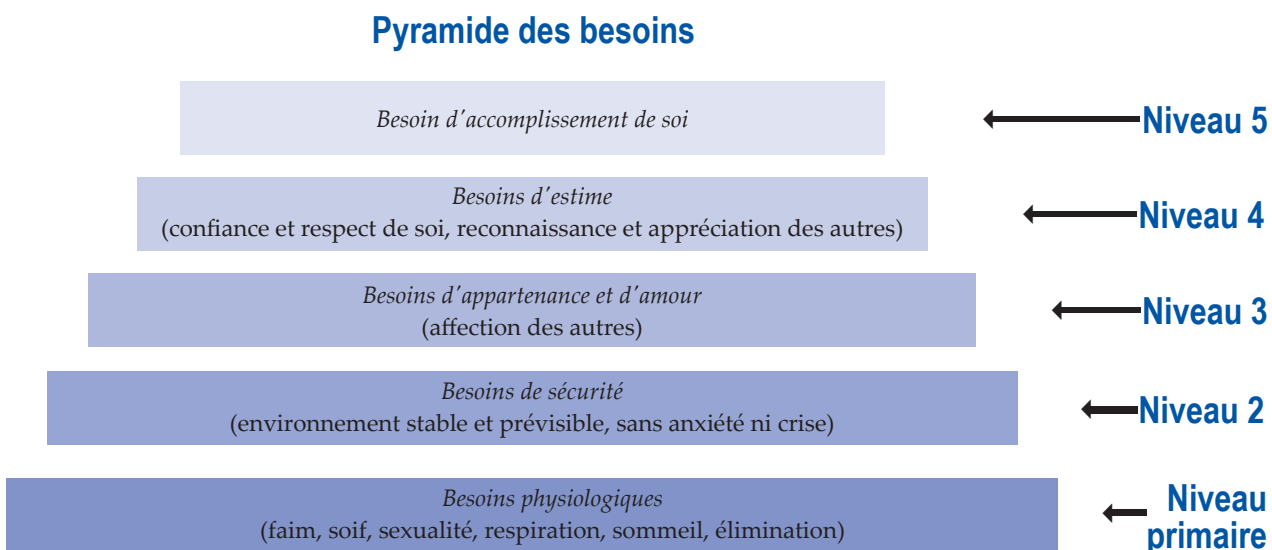 Pyramide des besoins
Besoin d'accomplissement de soi
Niveau 5
Besoins d'estime
(confiance et respect de soi, reconnaissance et appréciation des autres)
Niveau 4
Besoins d'appartenance et d'amour
(affection des autres)
Niveau 3
Besoins de sécurité
(environnement stable et prévisible, sans anxiété ni crise)
Niveau 2
Besoins physiologiques
(faim, soif, sexualité, respiration, sommeil, élimination)
Niveau
primaire